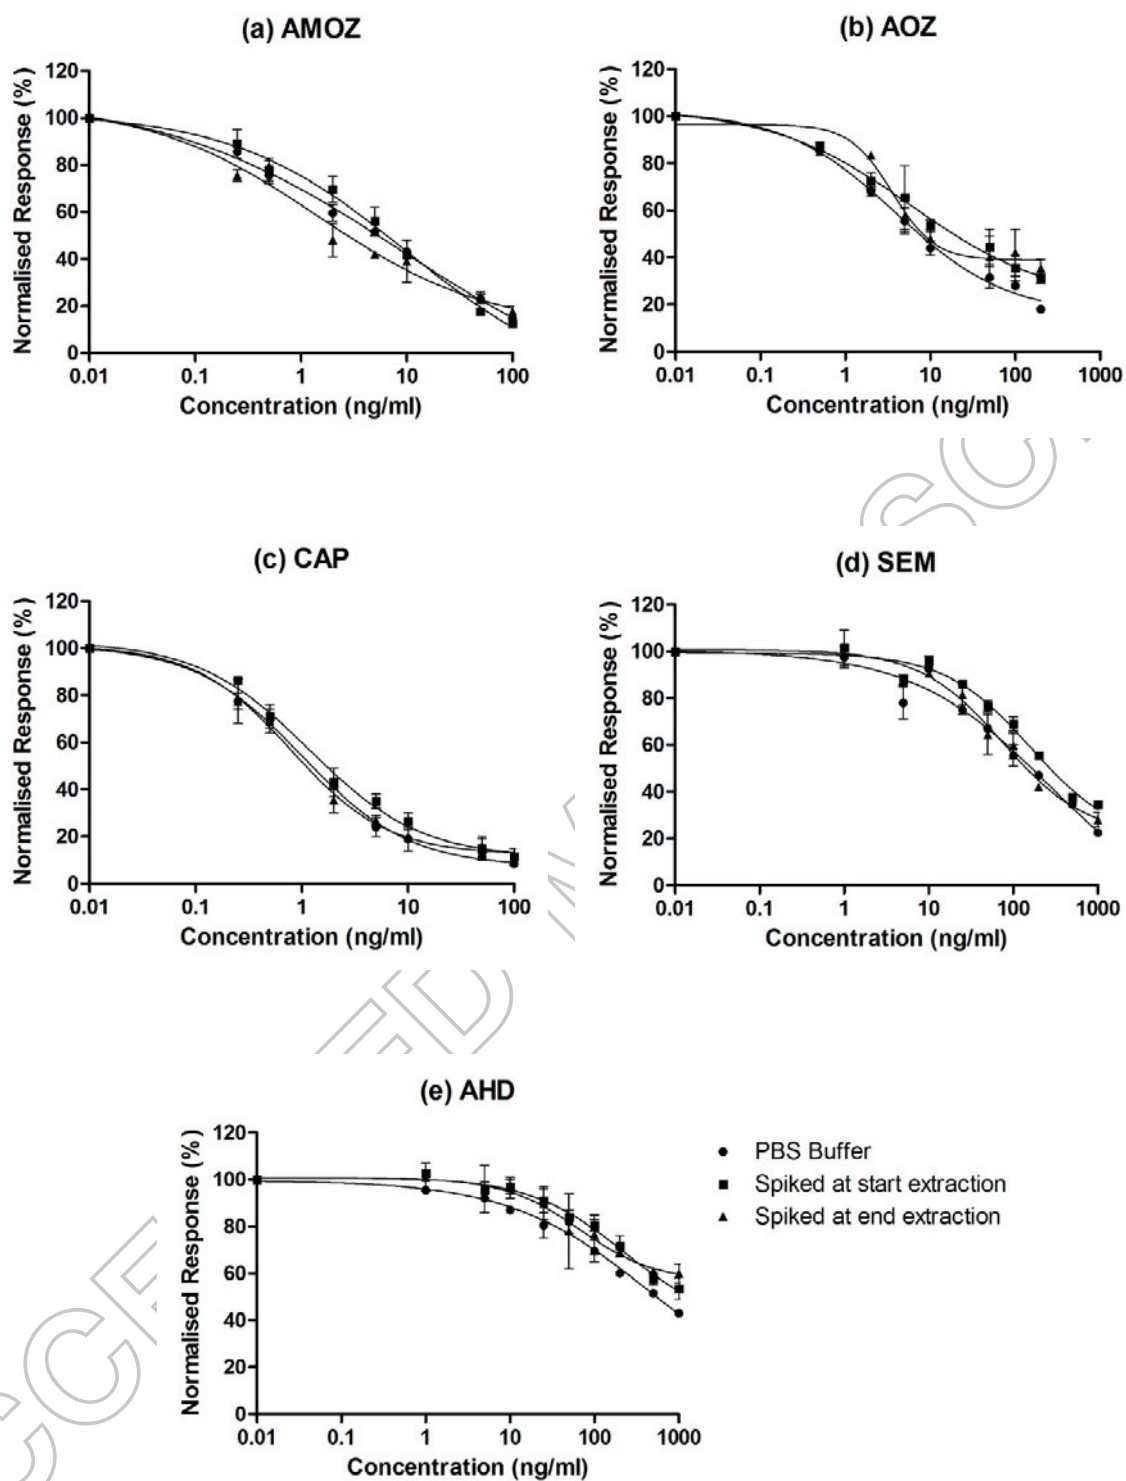 (a) AMOZ
Normalised Response (%)
120
100
80
60
40
20
0
0.01 0.1 1 10 100
Concentration (ng/ml)
(b) AOZ
Normalised Response (%)
120
100
80
60
40
20
0
0.01 0.1 1 10 100 1000
Concentration (ng/ml)
(c) CAP
Normalised Response (%)
120
100
80
60
40
20
0
0.01 0.1 1 10 100
Concentration (ng/ml)
(d) SEM
Normalised Response (%)
120
100
80
60
40
20
0
0.01 0.1 1 10 100 1000
Concentration (ng/ml)
(e) AHD
Normalised Response (%)
120
100
80
60
40
20
0
0.01 0.1 1 10 100 1000
Concentration (ng/ml)
PBS Buffer
Spiked at start extraction
Spiked at end extraction